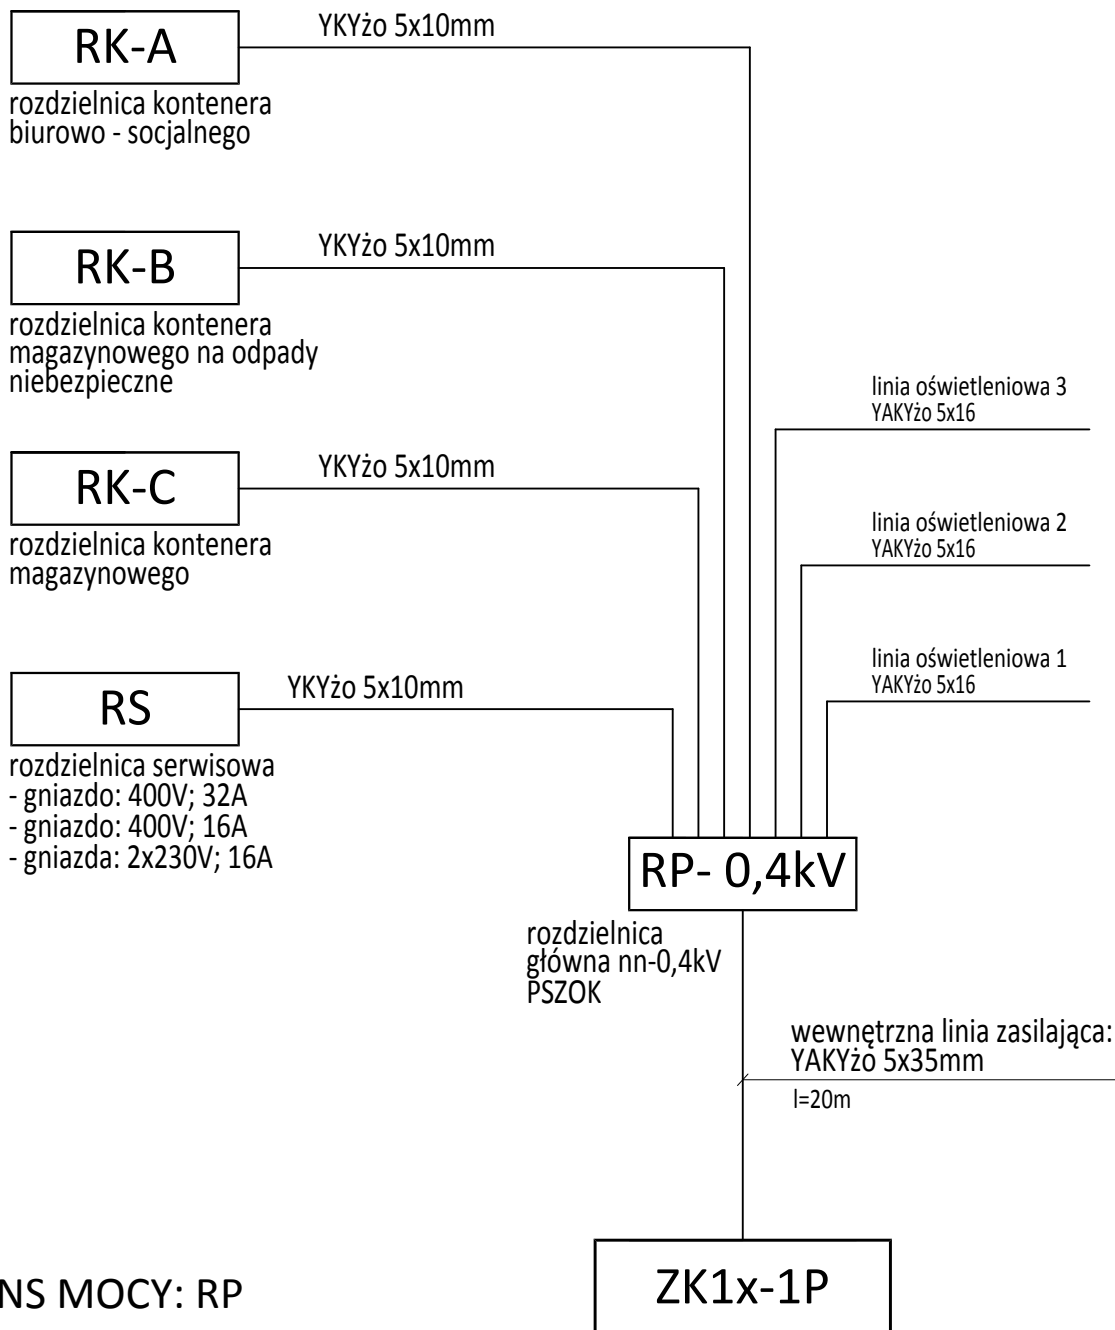 RK-A
YKYżo 5x10mm
rozdzielnica kontenera
biurowo - socjalnego
RK-B
YKYżo 5x10mm
rozdzielnica kontenera
magazynowego na odpady
niebezpieczne
linia oświetleniowa 3
YAKYżo 5x16
RK-C
YKYżo 5x10mm
rozdzielnica kontenera
magazynowego
linia oświetleniowa 2
YAKYżo 5x16
linia oświetleniowa 1
YAKYżo 5x16
RS
YKYżo 5x10mm
rozdzielnica serwisowa
- gniazdo: 400V; 32A
- gniazdo: 400V; 16A
- gniazda: 2x230V; 16A
RP- 0,4kV
rozdzielnica
główna nn-0,4kV
PSZOK
wewnętrzna linia zasilająca:
YAKYżo 5x35mm
l=20m
ZK1x-1P
NS MOCY: RP